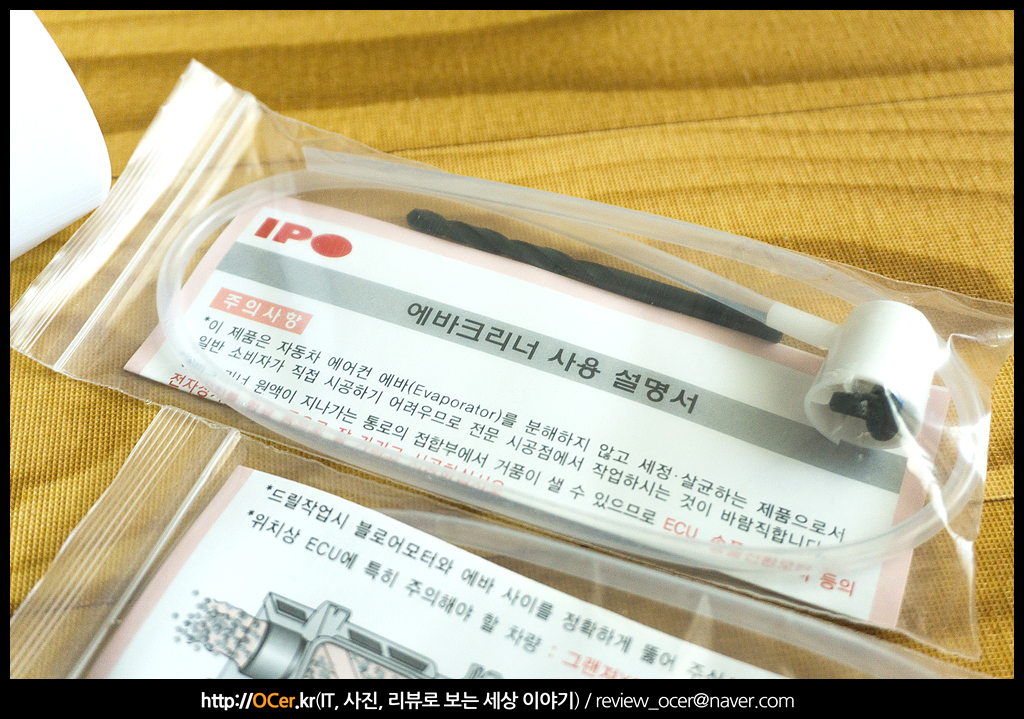 IPO
에바크리너 사용 설명서
주의사항
*이 제품은 자동차 에어컨 에바(Evaporator)를 분해하지 않고 세정·살균하는 제품으로서
일반 소비자가 직접 시공하기 어려우므로 전문 시공점에서 작업하시는 것이 바람직합니다.
원액이 지나가는 통로의 접합부에서 거품이 샐 수 있으므로 ECU 등의
*드릴작업시 블로어모터와 에바 사이를 정확하게 뚫어
*위치상 ECU에 특히 주의해야 할 차량 :
http://OCer.kr(IT, 사진, 리뷰로 보는 세상 이야기) / review_ocer@naver.com